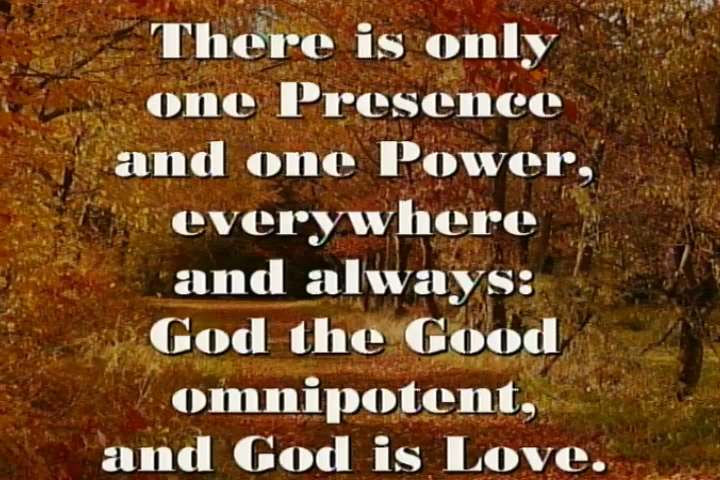 There is only
one Presence
and one Power,
everywhere
and always:
God the Good
omnipotent,
and God is Love.